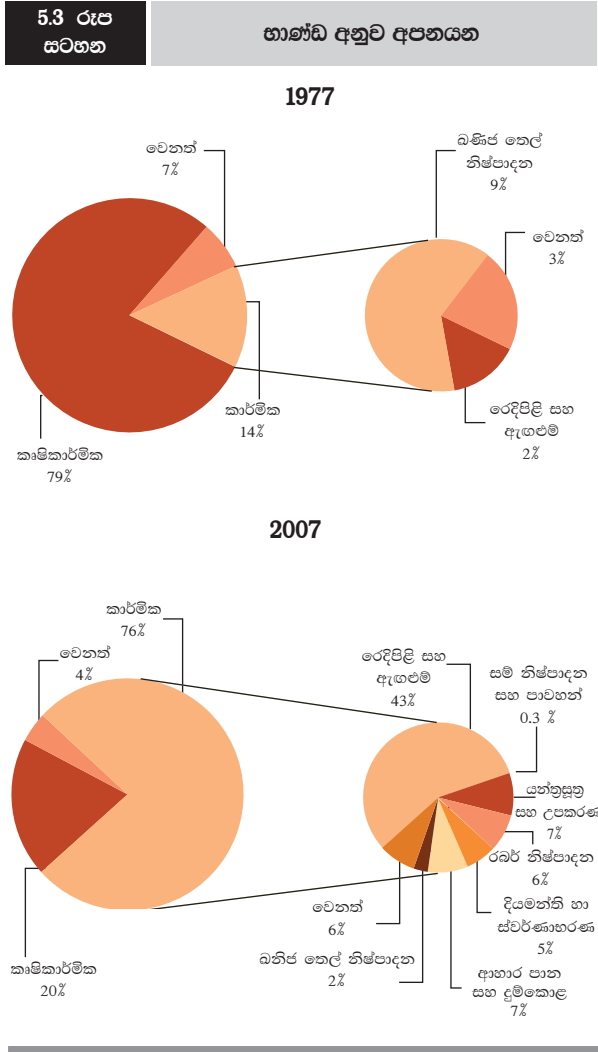 5.3 රූප
සටහන
භාණ්ඩ අනුව අපනයන
1977
වෙනත්
7%
ඛණිජ තෙල්
නිෂ්පාදන
9%
වෙනත්
3%
කාර්මික
14%
රෙදිපිළි සහ
ඇඟළුම්
2%
කෘෂිකාර්මික
79%
2007
කාර්මික
76%
වෙනත්
4%
රෙදිපිළි සහ
ඇඟළුම්
43%
සම් නිෂ්පාදන
සහ පාවහන්
0.3 %
යන්ත්‍රසූත්‍ර
සහ උපකරණ
7%
රබර් නිෂ්පාදන
6%
දියමන්ති හා
ස්වර්ණාභරණ
5%
ආහාර පාන
සහ දුම්කොළ
7%
ඛනිජ තෙල් නිෂ්පාදන
2%
වෙනත්
6%
කෘෂිකාර්මික
20%